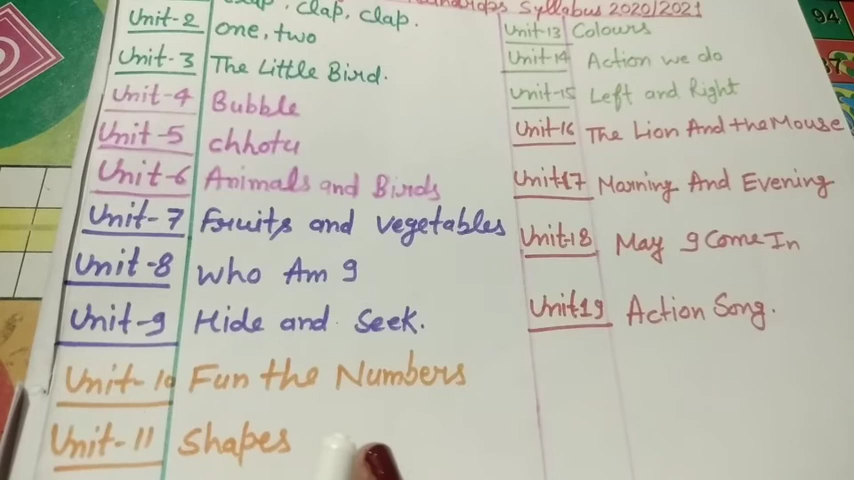 Syllabus 2020/2021
Clap, Clap.
Unit-2 one, two
Unit-3 The Little Bird.
Unit-4 Bubble
Unit-5 chhotu
Unit-6 Animals and Birds
Unit-7 Fruits and vegetables
Unit-8 Who Am I
Unit-9 Hide and Seek.
Unit-10 Fun the Numbers
Unit-11 Shapes
Unit-13 Colours
Unit-14 Action we do
Unit-15 Left and Right
Unit-16 The Lion And the Mouse
Unit-17 Morning And Evening
Unit-18 May I Come In
Unit-19 Action Song.
94